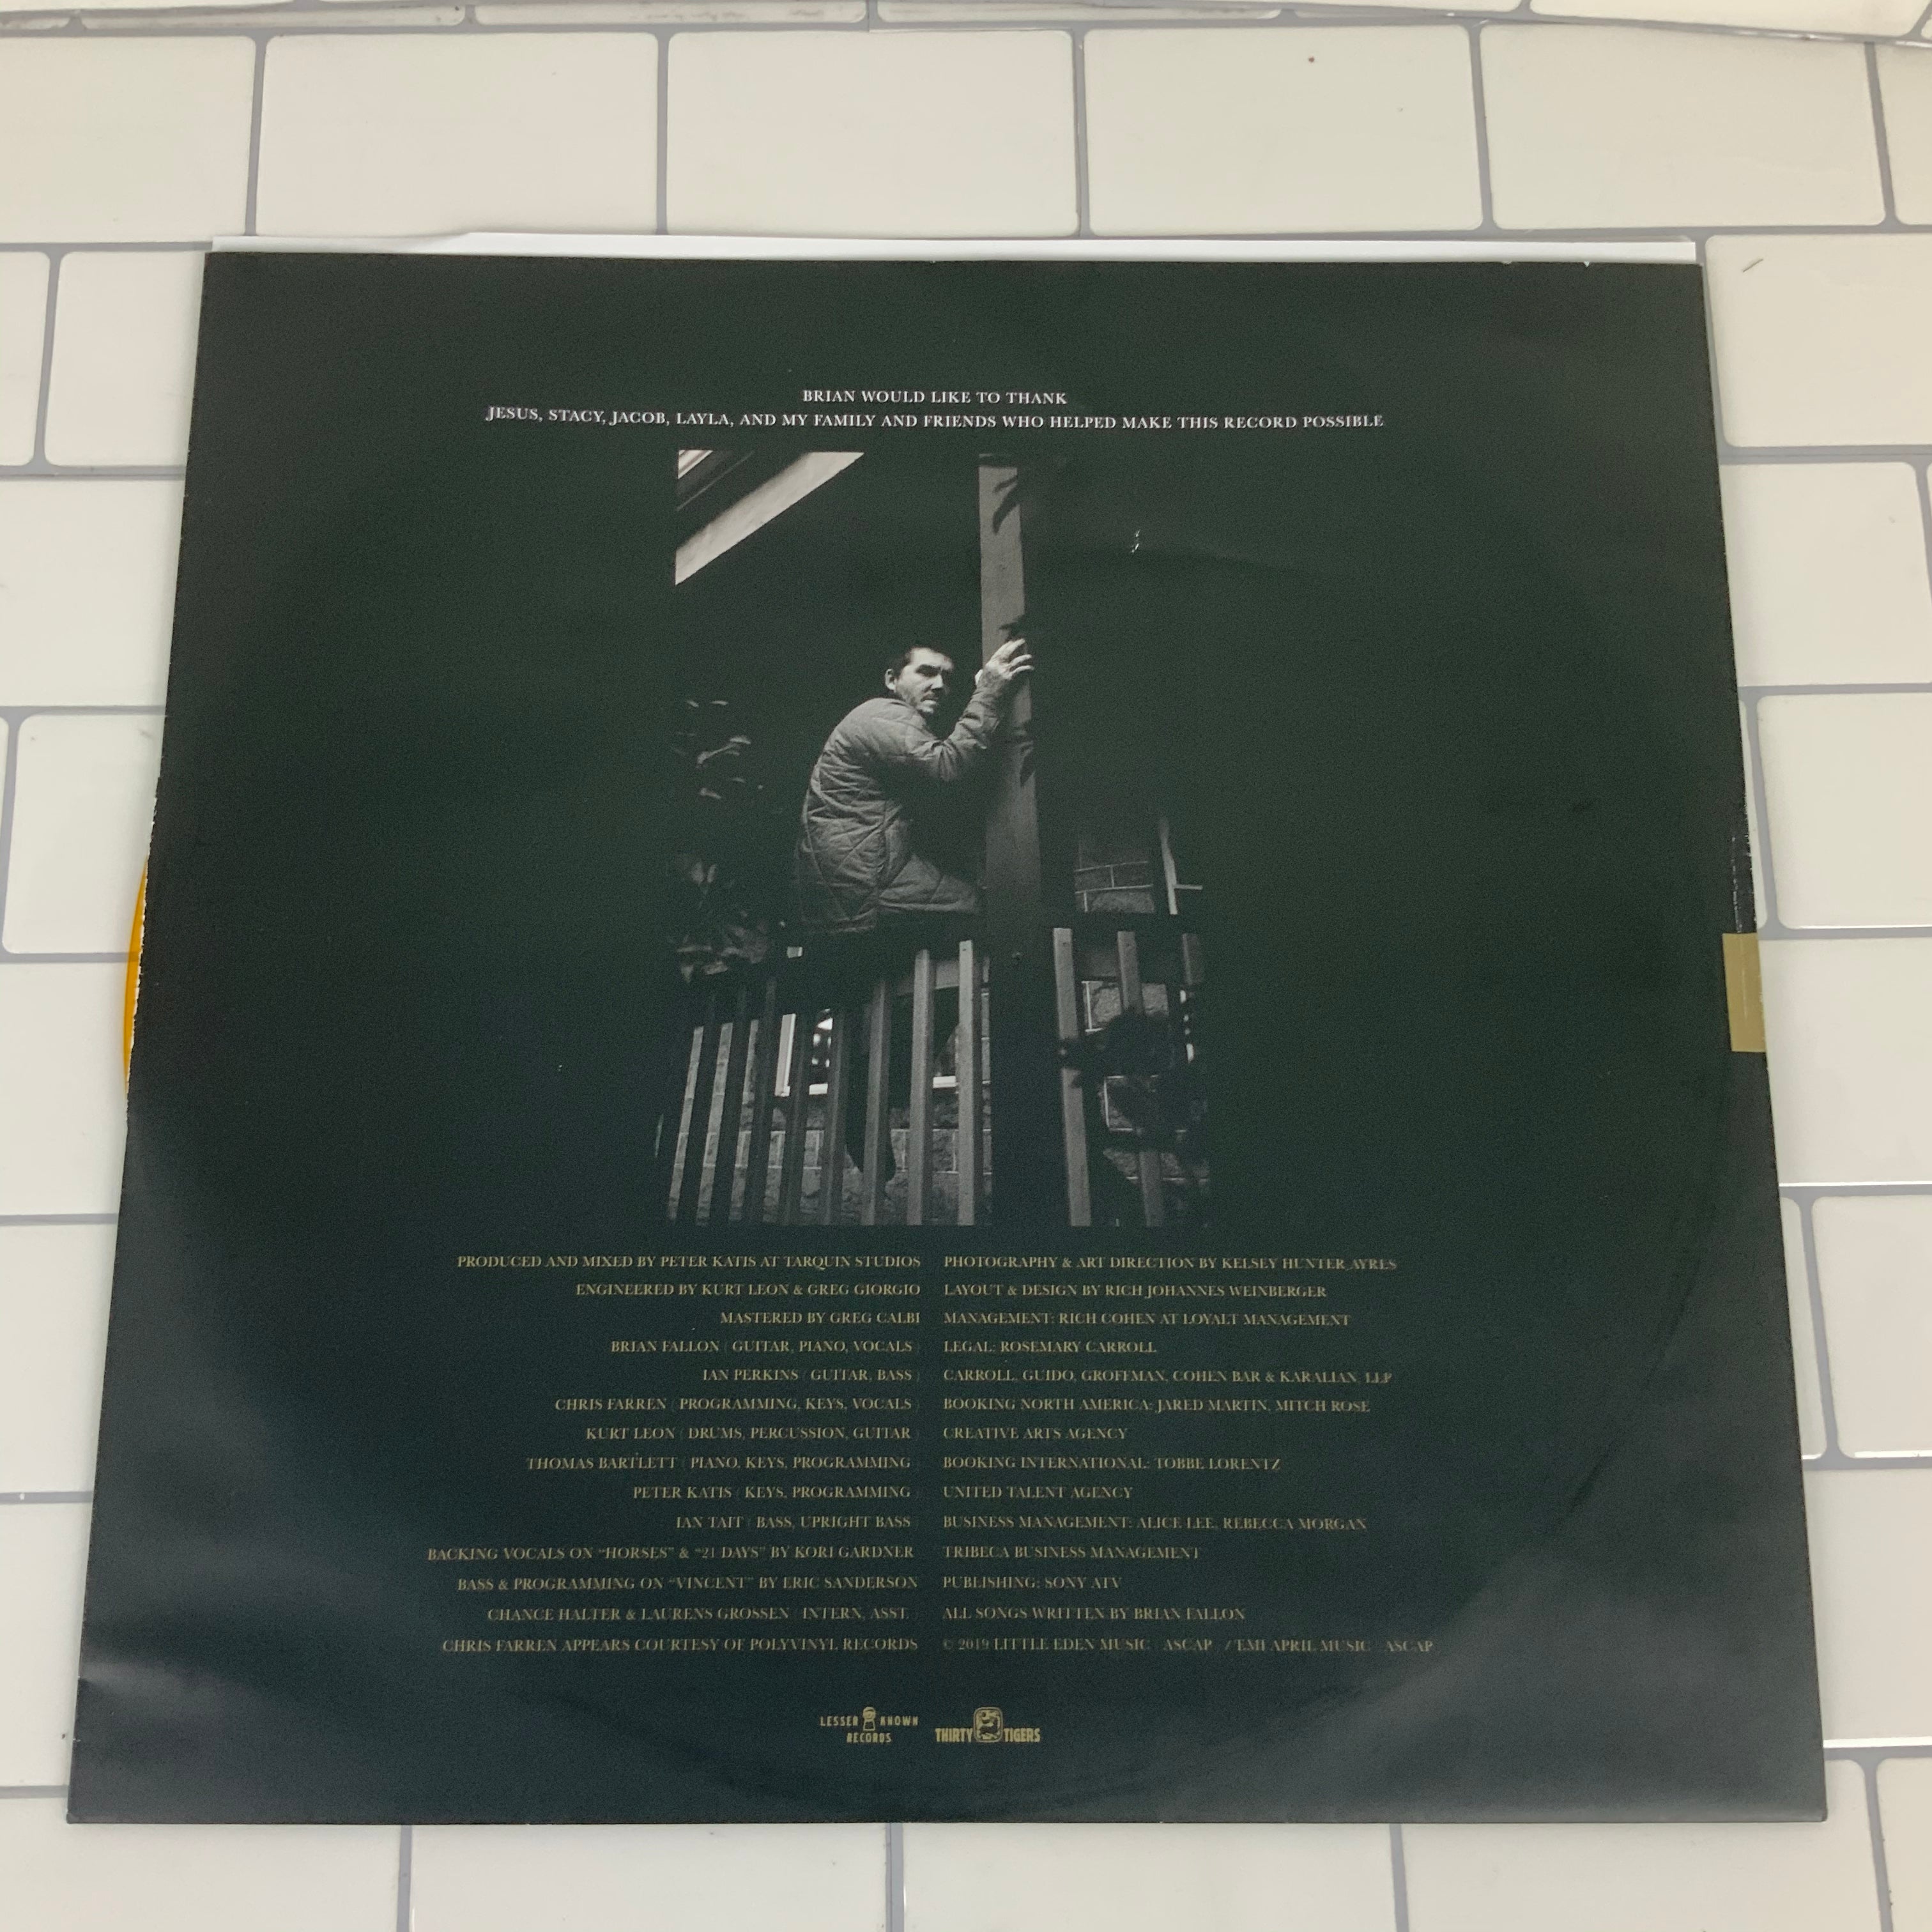 BRIAN WOULD LIKE TO THANK
JESUS, STACY, JACOB, LAYLA, AND MY FAMILY AND FRIENDS WHO HELPED MAKE THIS RECORD POSSIBLE
PRODUCED AND MIXED BY PETER KATIS AT TARQUIN STUDIOS
ENGINEERED BY KURT LEON & GREG GIORGIO
MASTERED BY GREG CALBI
BRIAN FALLON ( GUITAR, PIANO, VOCALS )
IAN PERKINS ( GUITAR, BASS )
CHRIS FARREN ( PROGRAMMING, KEYS, VOCALS )
KURT LEON ( DRUMS, PERCUSSION, GUITAR )
THOMAS BARTLETT ( PIANO, KEYS, PROGRAMMING )
PETER KATIS ( KEYS, PROGRAMMING )
IAN TAIT ( BASS, UPRIGHT BASS )
BACKING VOCALS ON "HORSES" & "21 DAYS" BY KORI GARDNER
BASS & PROGRAMMING ON "VINCENT" BY ERIC SANDERSON
CHANCE HALTER & LAURENS GROSSEN ( INTERN, ASST. )
CHRIS FARREN APPEARS COURTESY OF POLYVINYL RECORDS
PHOTOGRAPHY & ART DIRECTION BY KELSEY HUNTER AYRES
LAYOUT & DESIGN BY RICH JOHANNES WEINBERGER
MANAGEMENT: RICH COHEN AT LOYALT MANAGEMENT
LEGAL: ROSEMARY CARROLL
CARROLL, GUIDO, GROFFMAN, COHEN BAR & KARALIAN, LLP
BOOKING NORTH AMERICA: JARED MARTIN, MITCH ROSE
CREATIVE ARTS AGENCY
BOOKING INTERNATIONAL: TOBBE LORENTZ
UNITED TALENT AGENCY
BUSINESS MANAGEMENT: ALICE LEE, REBECCA MORGAN
TRIBECA BUSINESS MANAGEMENT
PUBLISHING: SONY ATV
ALL SONGS WRITTEN BY BRIAN FALLON
© 2019 LITTLE EDEN MUSIC ( ASCAP ) / EMI APRIL MUSIC ( ASCAP )
LESSER KNOWN
RECORDS
THIRTY TIGERS